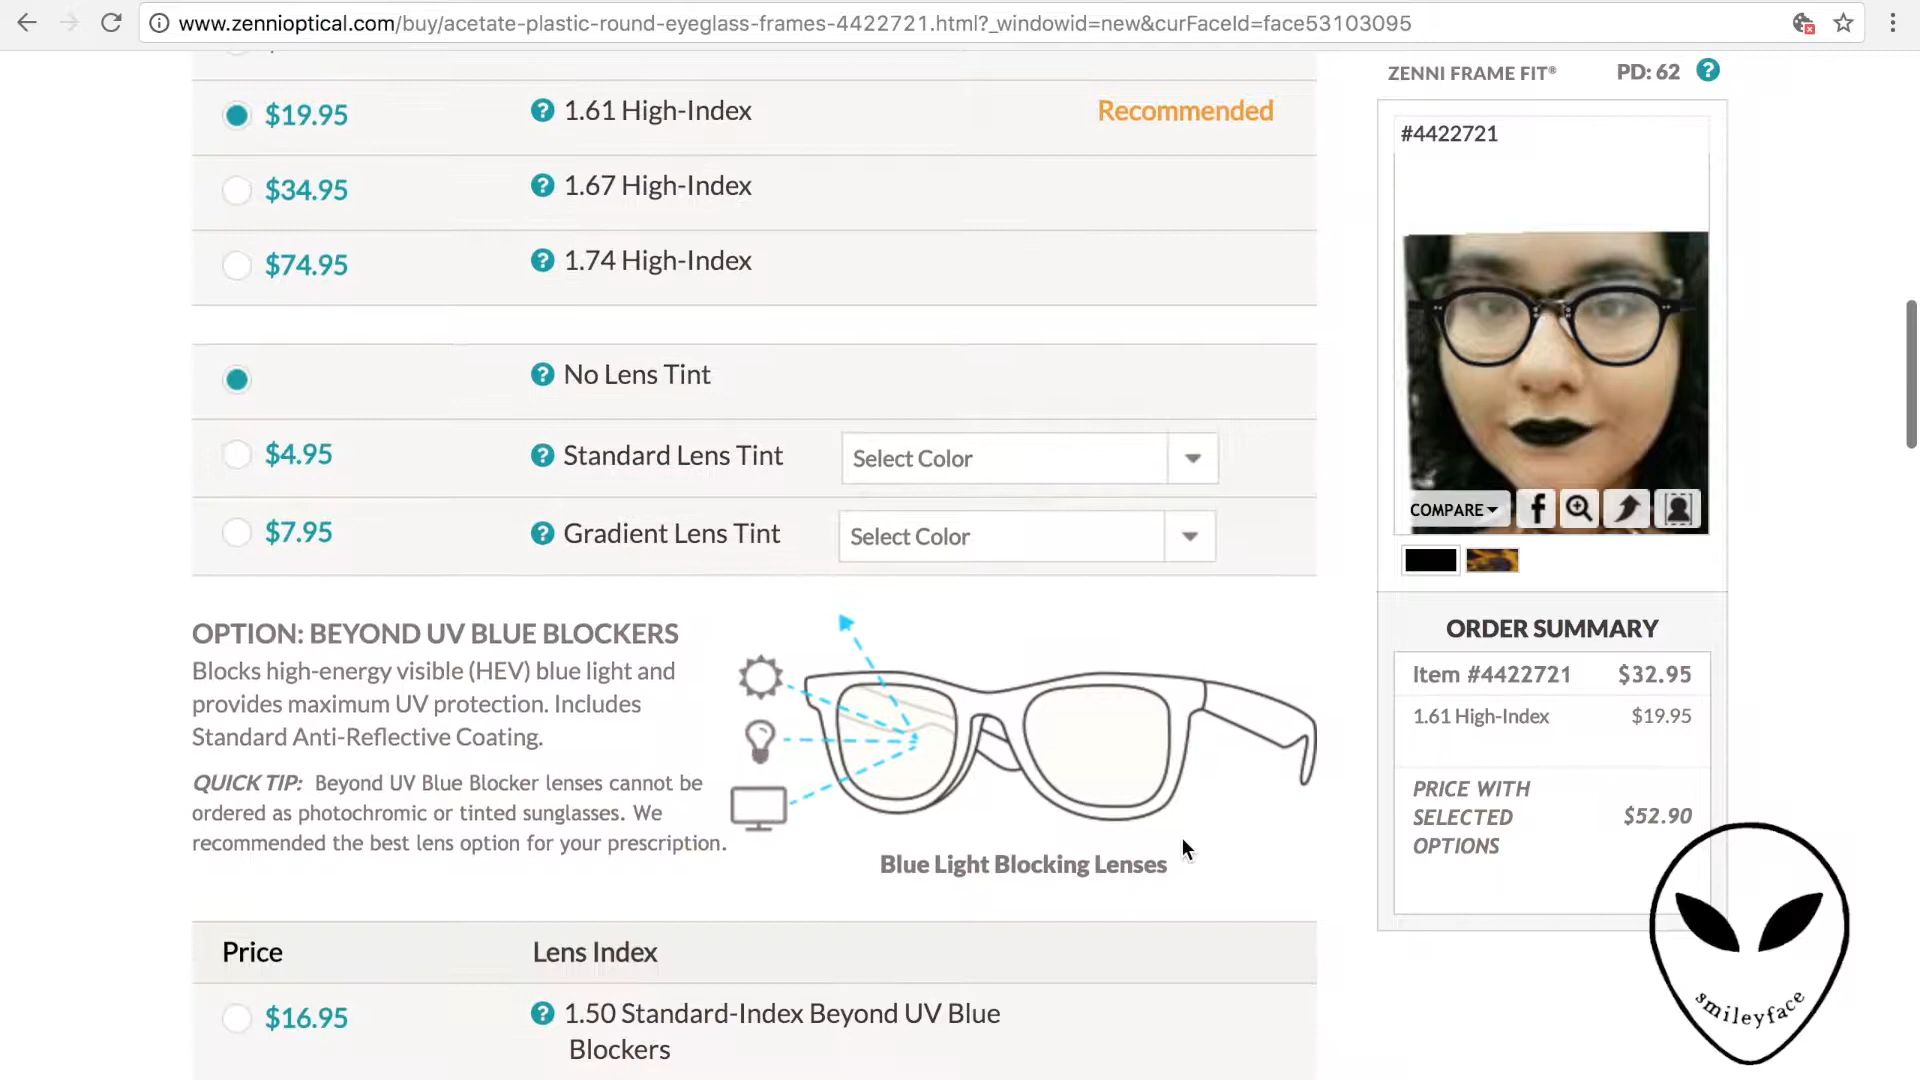 www.zennioptical.com/buy/acetate-plastic-round-eyeglass-frames-4422721.html?_windowid=new&curFaceId=face53103095
$19.95 ? 1.61 High-Index Recommended
$34.95 ? 1.67 High-Index
$74.95 ? 1.74 High-Index
? No Lens Tint
$4.95 ? Standard Lens Tint Select Color
$7.95 ? Gradient Lens Tint Select Color
OPTION: BEYOND UV BLUE BLOCKERS
Blocks high-energy visible (HEV) blue light and
provides maximum UV protection. Includes
Standard Anti-Reflective Coating.
QUICK TIP: Beyond UV Blue Blocker lenses cannot be
ordered as photochromic or tinted sunglasses. We
recommended the best lens option for your prescription.
Blue Light Blocking Lenses
Price Lens Index
$16.95 ? 1.50 Standard-Index Beyond UV Blue
Blockers
ZENNI FRAME FIT® PD: 62 ?
#4422721
COMPARE f
ORDER SUMMARY
Item #4422721 $32.95
1.61 High-Index $19.95
PRICE WITH
SELECTED $52.90
OPTIONS
smileyface